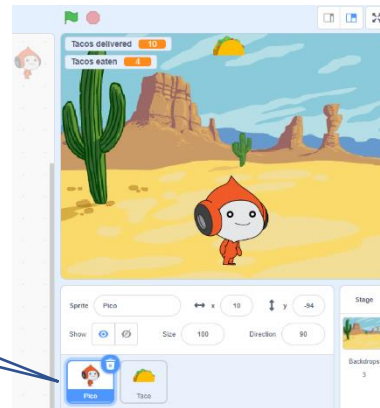 Tacos delivered 10
Tacos eaten 4
Sprite Pico x 10 y -94
Stage
Show Size 100 Direction 90
Backdrops
3
Pico Taco